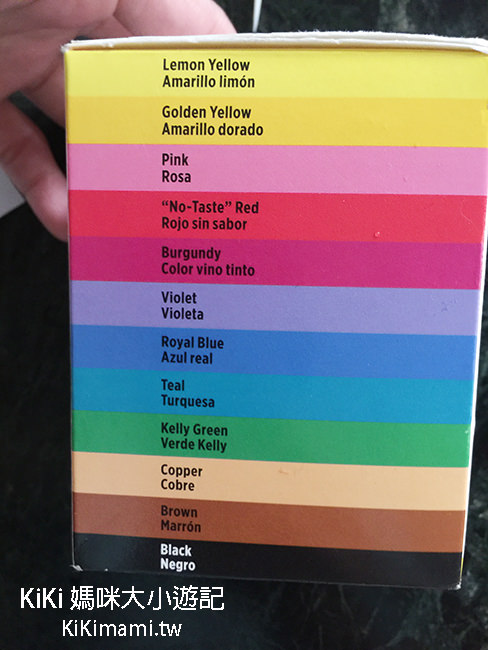 Lemon Yellow
Amarillo limón
Golden Yellow
Amarillo dorado
Pink
Rosa
“No-Taste” Red
Rojo sin sabor
Burgundy
Color vino tinto
Violet
Violeta
Royal Blue
Azul real
Teal
Turquesa
Kelly Green
Verde Kelly
Copper
Cobre
Brown
Marrón
Black
Negro
KiKi 媽咪大小遊記
KiKimami.tw